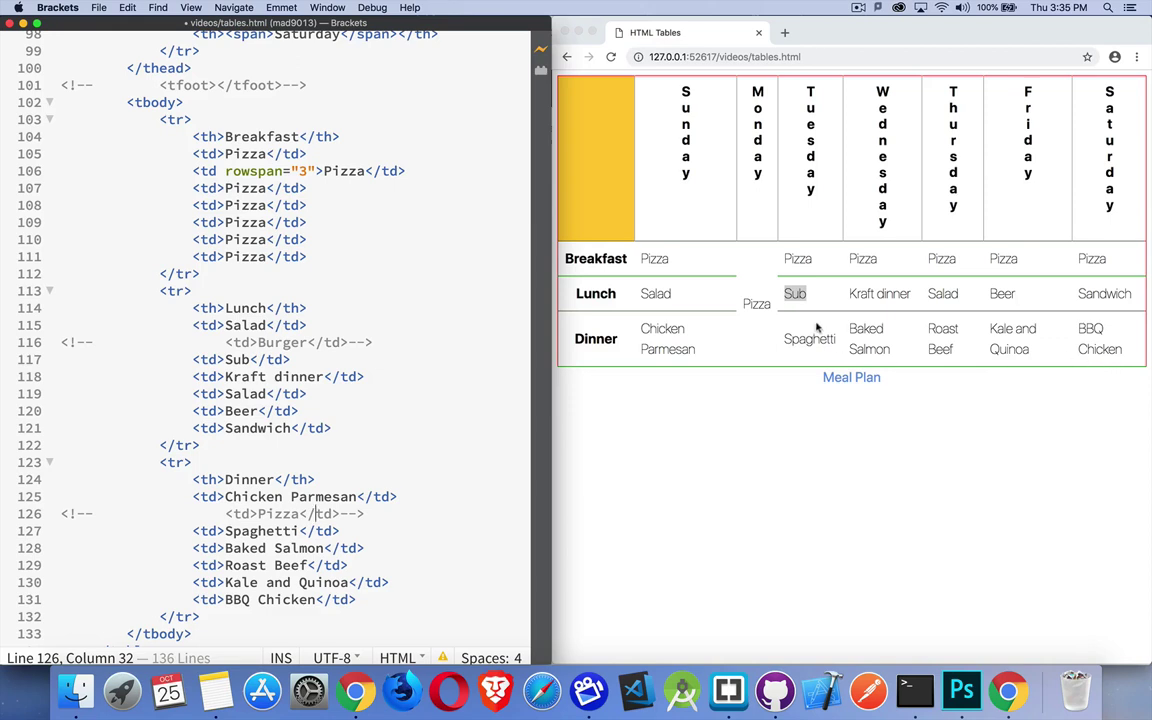 Brackets File Edit Find View Navigate Debug Emmet Window Help 100% Thu 3:35 PM
• videos/tables.html (mad9013) — Brackets
98 <th><span>Saturday</span></th>
99 </tr>
100 </thead>
101 <!-- <tfoot></tfoot>-->
102 <tbody>
103 <tr>
104 <th>Breakfast</th>
105 <td>Pizza</td>
106 <td rowspan="3">Pizza</td>
107 <td>Pizza</td>
108 <td>Pizza</td>
109 <td>Pizza</td>
110 <td>Pizza</td>
111 <td>Pizza</td>
112 </tr>
113 <tr>
114 <th>Lunch</th>
115 <td>Salad</td>
116 <!-- <td>Burger</td>-->
117 <td>Sub</td>
118 <td>Kraft dinner</td>
119 <td>Salad</td>
120 <td>Beer</td>
121 <td>Sandwich</td>
122 </tr>
123 <tr>
124 <th>Dinner</th>
125 <td>Chicken Parmesan</td>
126 <!-- <td>Pizza</td>-->
127 <td>Spaghetti</td>
128 <td>Baked Salmon</td>
129 <td>Roast Beef</td>
130 <td>Kale and Quinoa</td>
131 <td>BBQ Chicken</td>
132 </tr>
133 </tbody>
Line 126, Column 32 — 136 Lines INS UTF-8 HTML Spaces: 4
HTML Tables
127.0.0.1:52617/videos/tables.html
Sunday Monday Tuesday Wednesday Thursday Friday Saturday
Breakfast Pizza Pizza Pizza Pizza Pizza Pizza
Lunch Salad Pizza Sub Kraft dinner Salad Beer Sandwich
Dinner Chicken Parmesan Spaghetti Baked Salmon Roast Beef Kale and Quinoa BBQ Chicken
Meal Plan
OCT
25
Ps